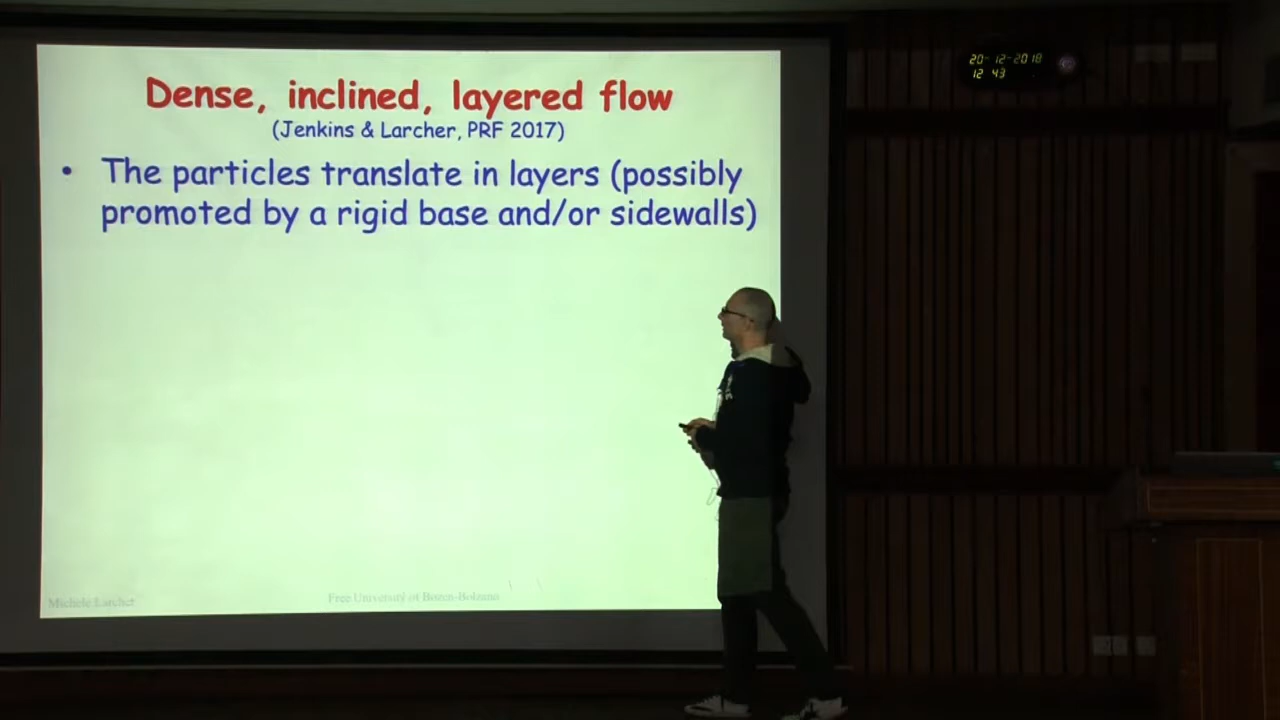 Dense, inclined, layered flow
(Jenkins & Larcher, PRF 2017)
• The particles translate in layers (possibly
promoted by a rigid base and/or sidewalls)
Michele Larcher
Free University of Bozen-Bolzano
20-12-2018
12 43